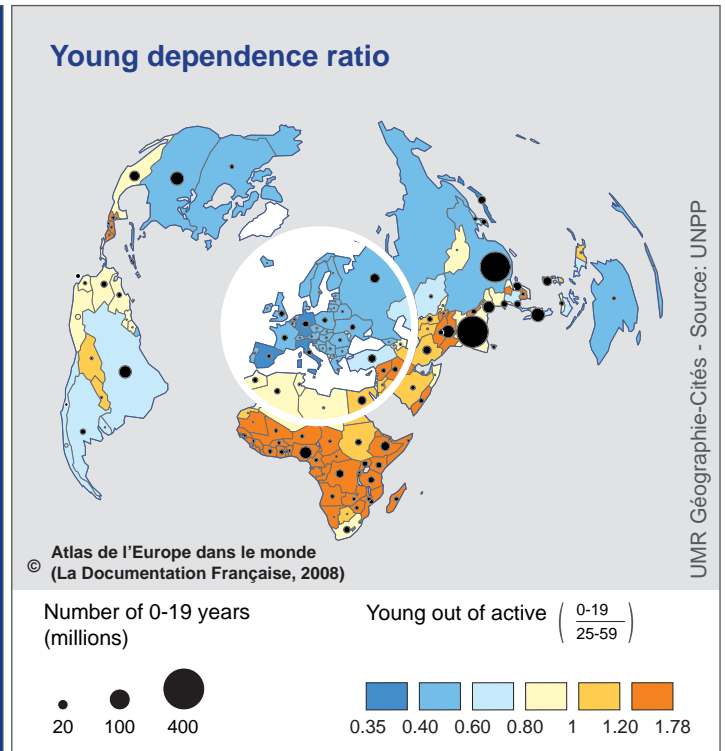 Young dependence ratio
UMR Géographie-Cités - Source: UNPP
© Atlas de l'Europe dans le monde
(La Documentation Française, 2008)
Number of 0-19 years
(millions)
20 100 400
Young out of active ( 0-19
25-59 )
0.35 0.40 0.60 0.80 1 1.20 1.78